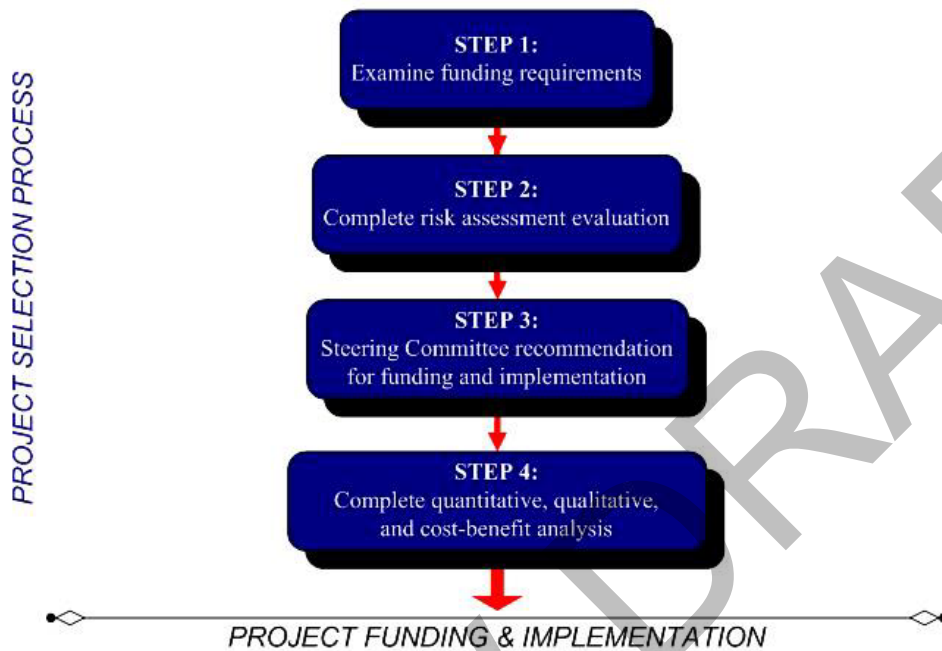 PROJECT SELECTION PROCESS
STEP 1:
Examine funding requirements
STEP 2:
Complete risk assessment evaluation
STEP 3:
Steering Committee recommendation
for funding and implementation
STEP 4:
Complete quantitative, qualitative,
and cost-benefit analysis
PROJECT FUNDING & IMPLEMENTATION